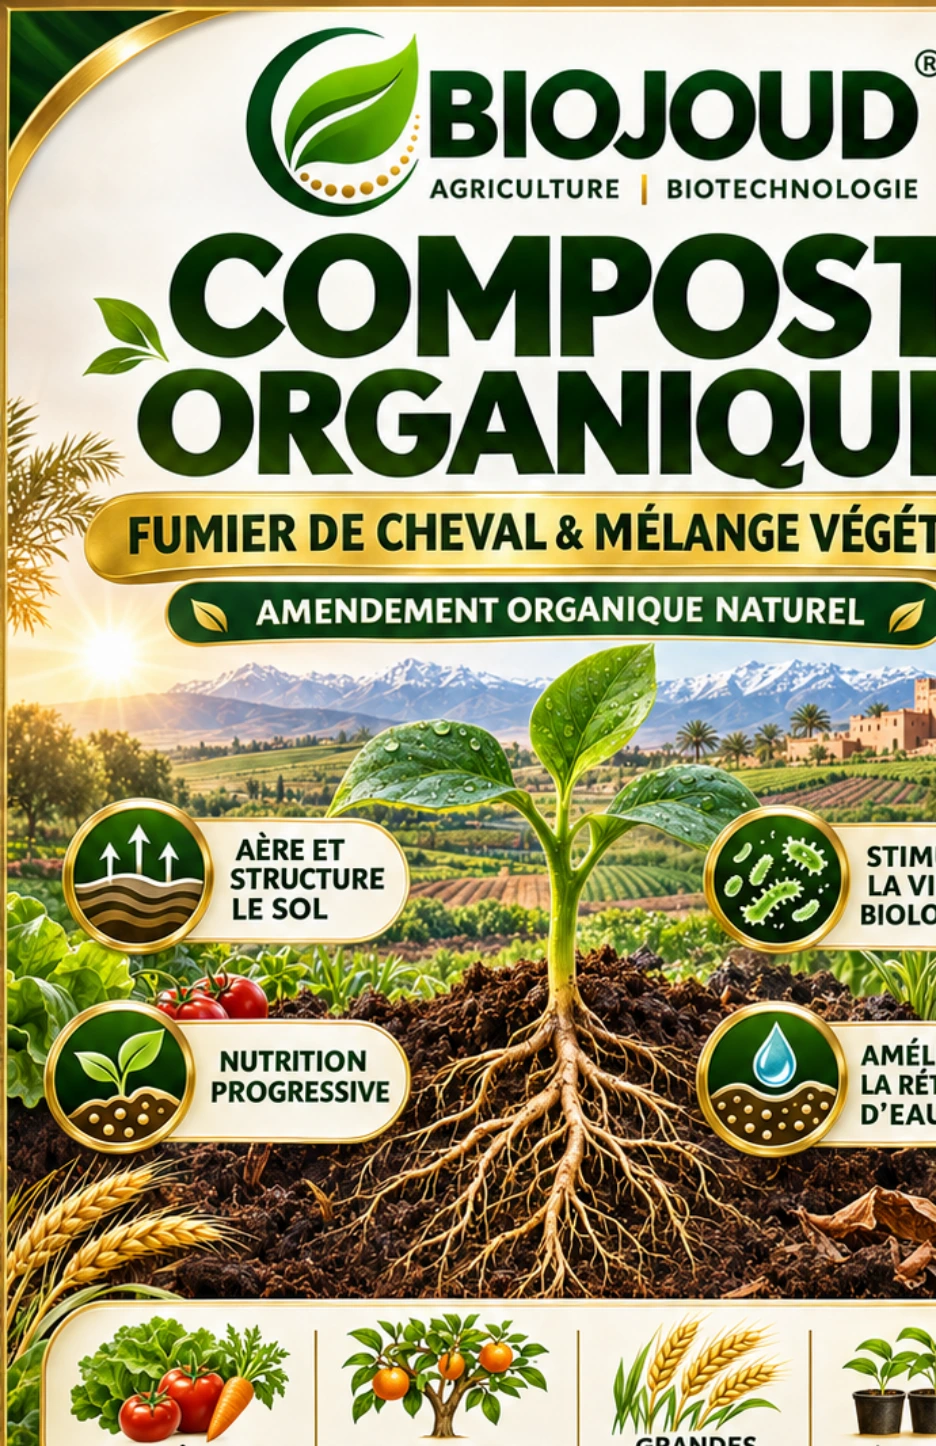 BIOJOUD®
AGRICULTURE | BIOTECHNOLOGIE
COMPOST
ORGANIQU
FUMIER DE CHEVAL & MÉLANGE VÉGÉT
AMENDEMENT ORGANIQUE NATUREL
AÈRE ET
STRUCTURE
LE SOL
STIMU
LA VI
BIOLO
NUTRITION
PROGRESSIVE
AMÉL
LA RÉT
D'EAU
GRANDES